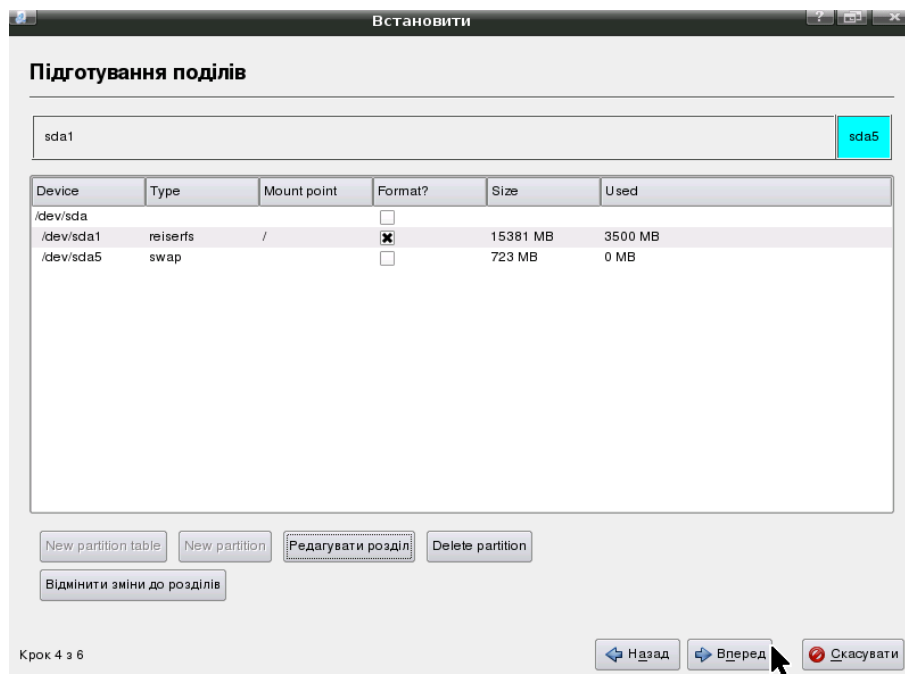 Встановити
Підготування поділів
sda1 sda5
Device Type Mount point Format? Size Used
/dev/sda
/dev/sda1 reiserfs / 15381 MB 3500 MB
/dev/sda5 swap 723 MB 0 MB
New partition table New partition Редагувати розділ Delete partition
Відмінити зміни до розділів
Крок 4 з 6 Назад Вперед Скасувати